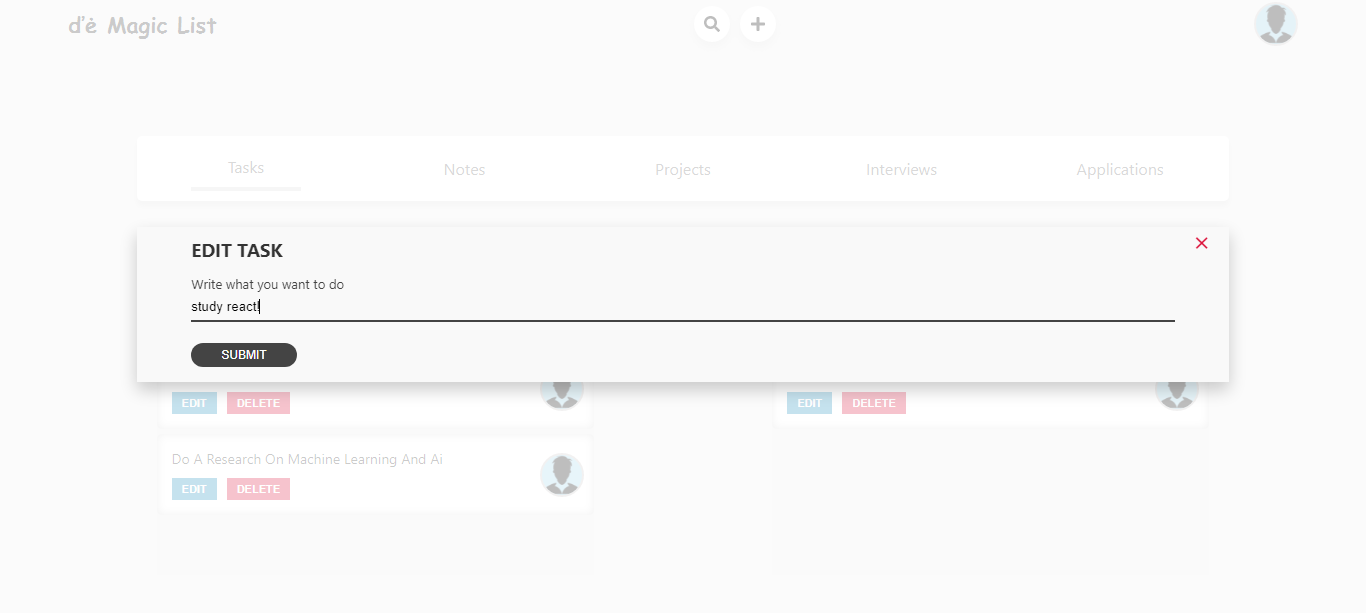 ďė Magic List
Tasks
Notes
Projects
Interviews
Applications
EDIT TASK
Write what you want to do
study react!
SUBMIT
EDIT DELETE
EDIT DELETE
Do A Research On Machine Learning And Ai
EDIT DELETE